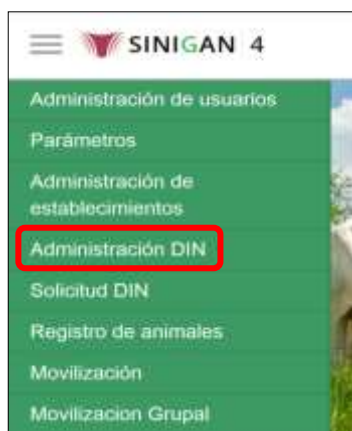 SINIGAN 4
Administración de usuarios
Parámetros
Administración de
establecimientos
Administración DIN
Solicitud DIN
Registro de animales
Movilización
Movilizacion Grupal